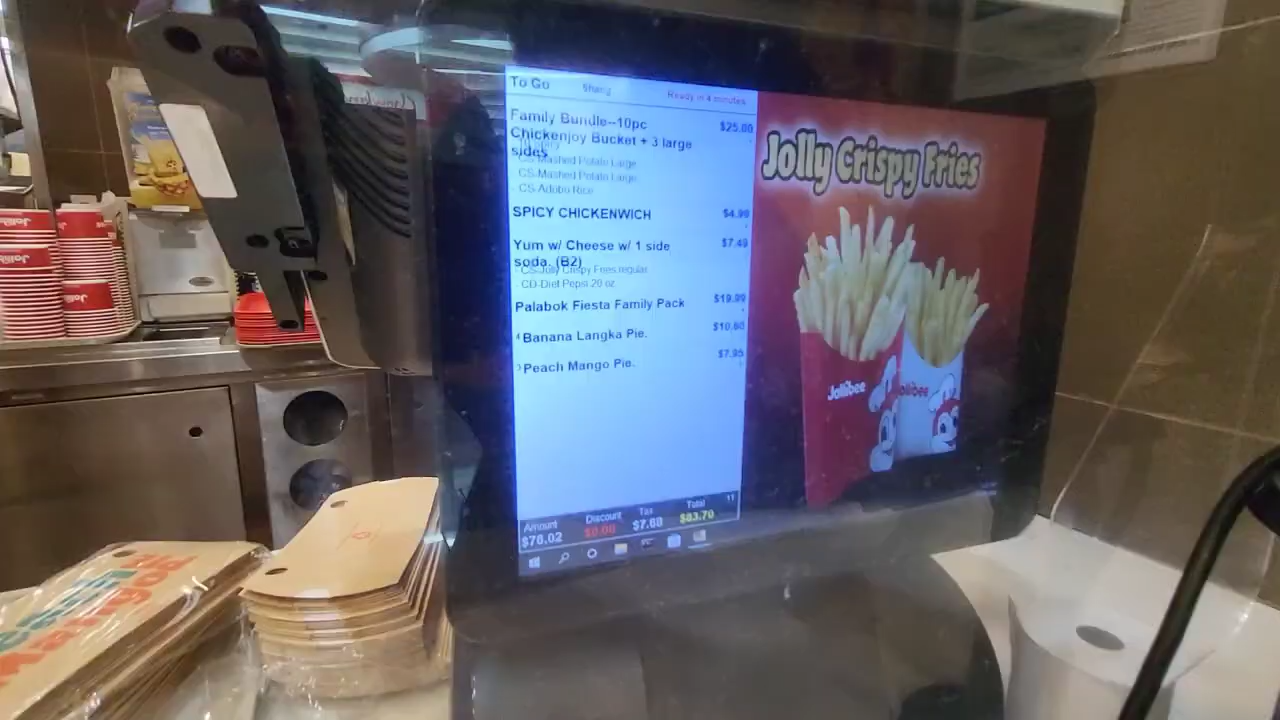 To Go
Ready in 4 minutes
Family Bundle--10pc
$25.00
Chickenjoy Bucket + 3 large
sides
CS-Mashed Potato Large
CS-Mashed Potato Large
CS-Adobo Rice
SPICY CHICKENWICH
$4.99
Yum w/ Cheese w/ 1 side
$7.49
soda. (B2)
CS-Jolly Crispy Fries regular
CD-Diet Pepsi 20 oz
Palabok Fiesta Family Pack
$19.99
Banana Langka Pie.
$10.60
Peach Mango Pie.
$7.95
Amount
Discount
Tax
Total
11
$76.02
$0.00
$7.68
$83.70
Jolly Crispy Fries
Jollibee
Jollibee